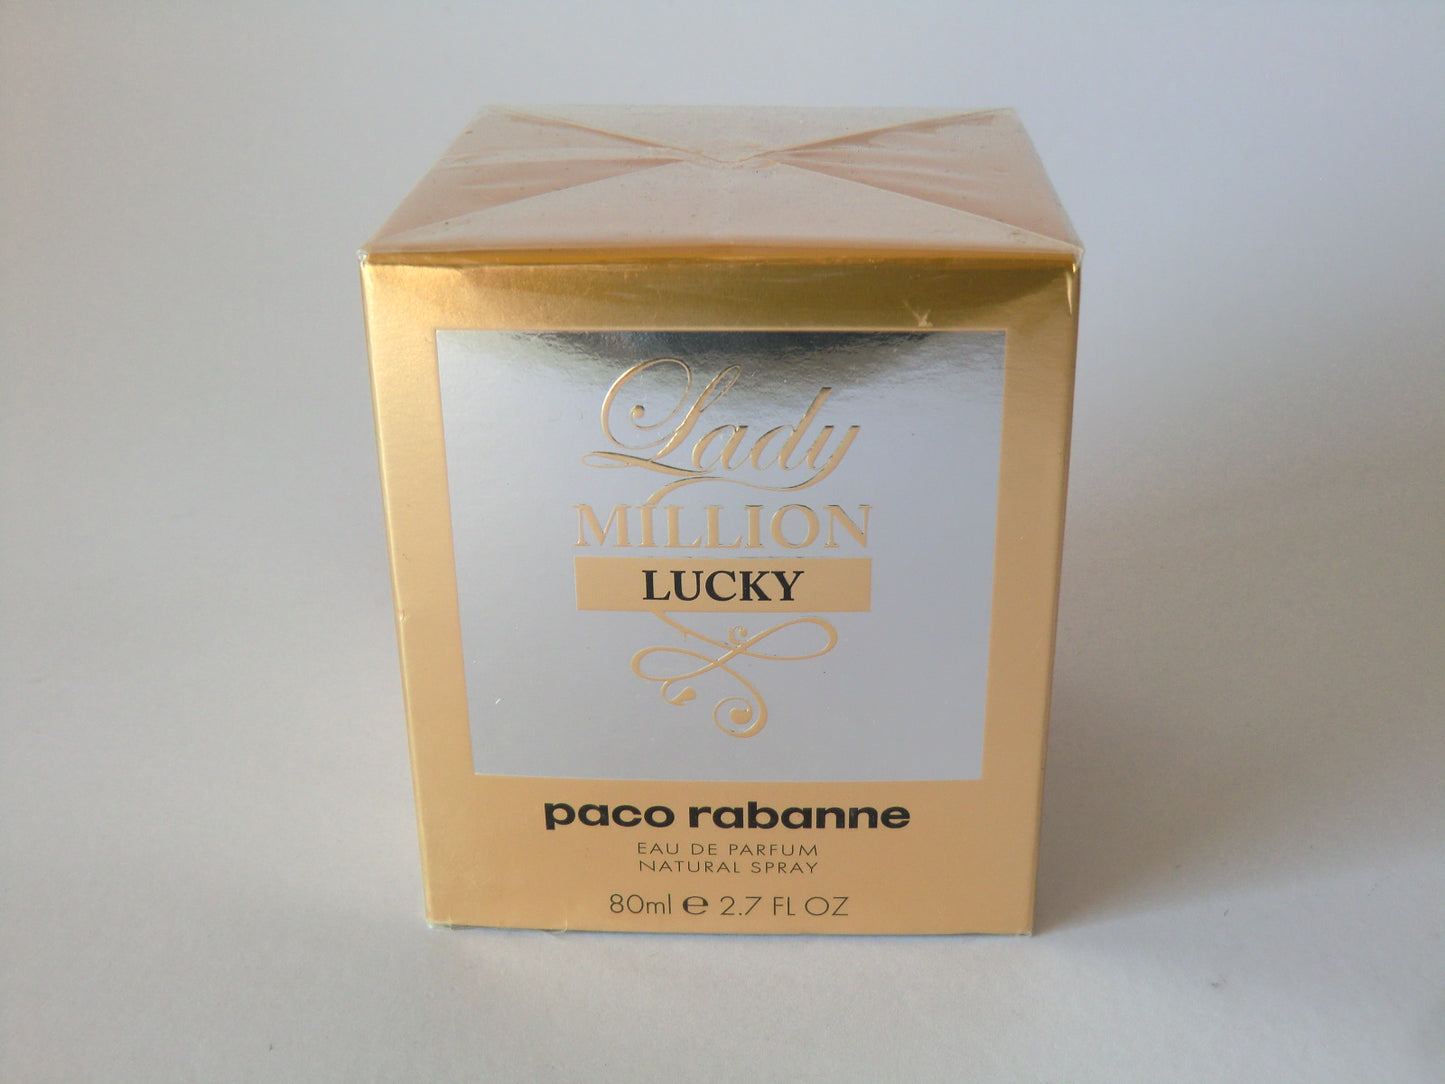 Lady
MILLION
LUCKY
paco rabanne
EAU DE PARFUM
NATURAL SPRAY
80ml ℮ 2.7 FL OZ